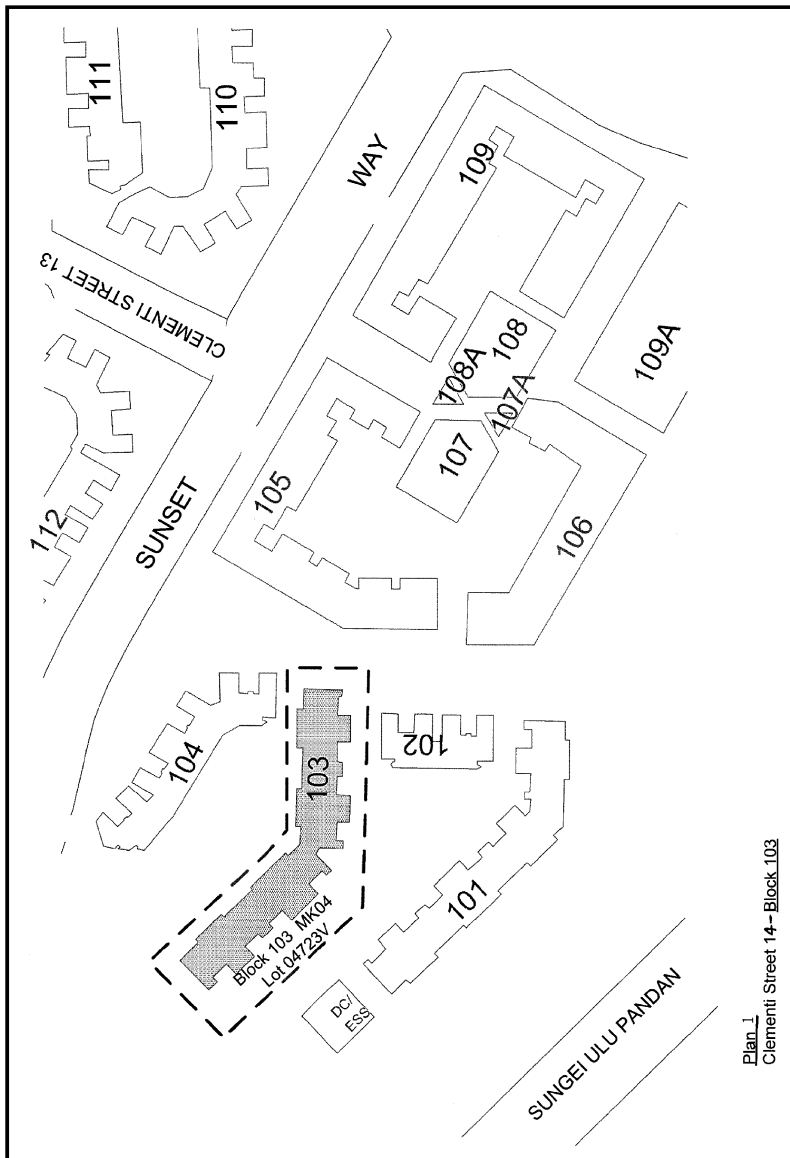 111
110
WAY
109
CLEMENTI STREET 13
108
108A
109A
107A
107
112
SUNSET
105
106
104
103
102
101
Block 103 MK04
Lot 04723V
DC/
ESS
SUNGEI ULU PANDAN
Plan 1
Clementi Street 14-- Block 103